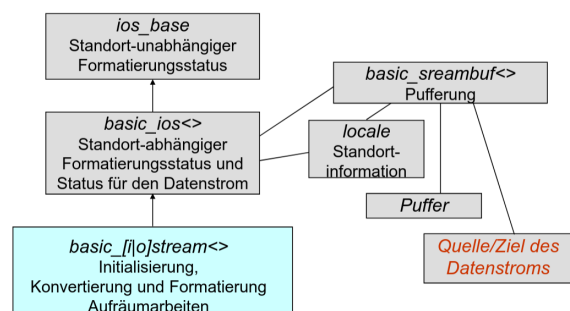 ios_base
Standort-unabhängiger
Formatierungsstatus
basic_sreambuf<>
Pufferung
basic_ios<>
Standort-abhängiger
Formatierungsstatus und
Status für den Datenstrom
locale
Standort-
information
Puffer
basic_[i|o]stream<>
Initialisierung,
Konvertierung und Formatierung
Aufräumarbeiten
Quelle/Ziel des
Datenstroms